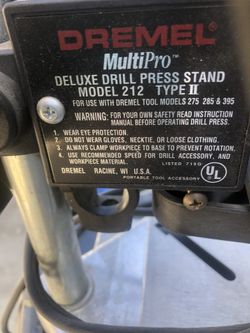 DREMEL
MultiPro™
DELUXE DRILL PRESS STAND
MODEL 212 TYPE II
FOR USE WITH DREMEL TOOL MODELS 275 285 & 395
WARNING: FOR YOUR OWN SAFETY READ INSTRUCTION
MANUAL BEFORE OPERATING DRILL PRESS.
1. WEAR EYE PROTECTION.
2. DO NOT WEAR GLOVES, NECKTIE, OR LOOSE CLOTHING.
3. ALWAYS CLAMP WORKPIECE TO BASE TO PREVENT ROTATION.
4. USE RECOMMENDED SPEED FOR DRILL ACCESSORY, AND
WORKPIECE MATERIAL.
DREMEL RACINE, WI U.S.A.
UL
LISTED 719G
PORTABLE TOOL ACCESSORY